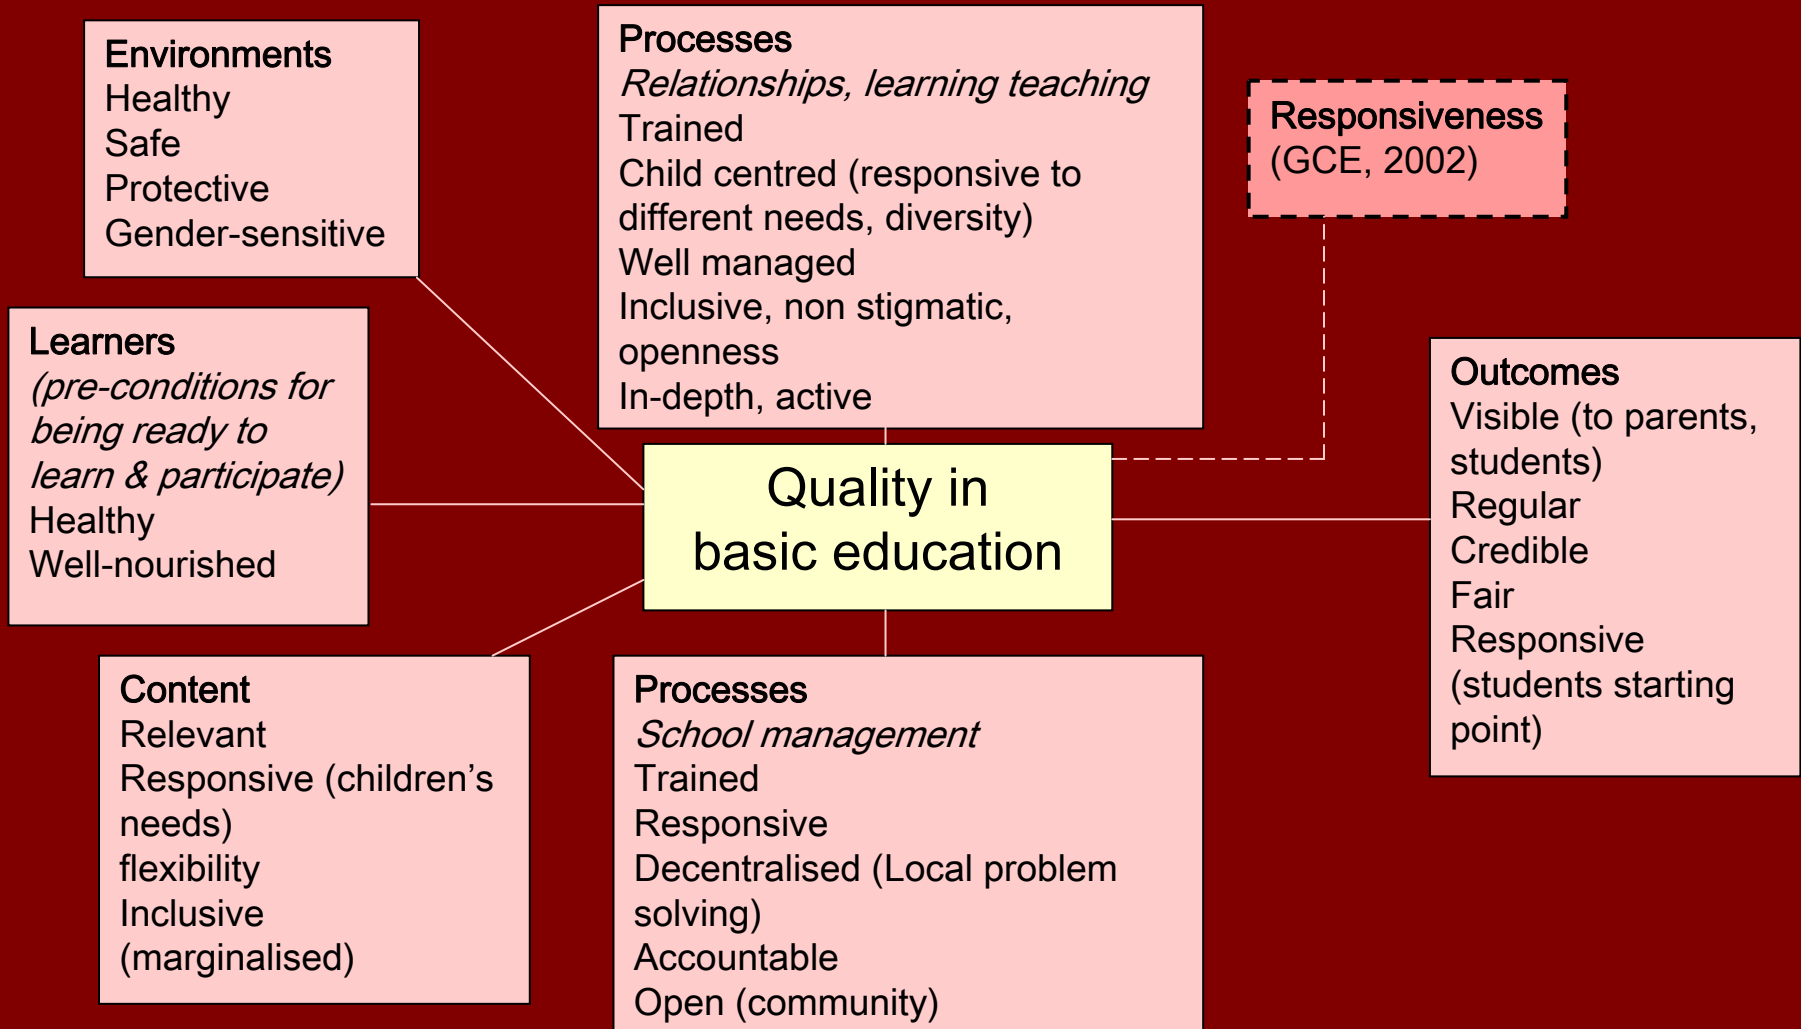 Environments
Healthy
Safe
Protective
Gender-sensitive
Processes
Relationships, learning teaching
Trained
Child centred (responsive to
different needs, diversity)
Well managed
Inclusive, non stigmatic,
openness
In-depth, active
Responsiveness
(GCE, 2002)
Learners
(pre-conditions for
being ready to
learn & participate)
Healthy
Well-nourished
Quality in
basic education
Outcomes
Visible (to parents,
students)
Regular
Credible
Fair
Responsive
(students starting
point)
Content
Relevant
Responsive (children’s
needs)
flexibility
Inclusive
(marginalised)
Processes
School management
Trained
Responsive
Decentralised (Local problem
solving)
Accountable
Open (community)